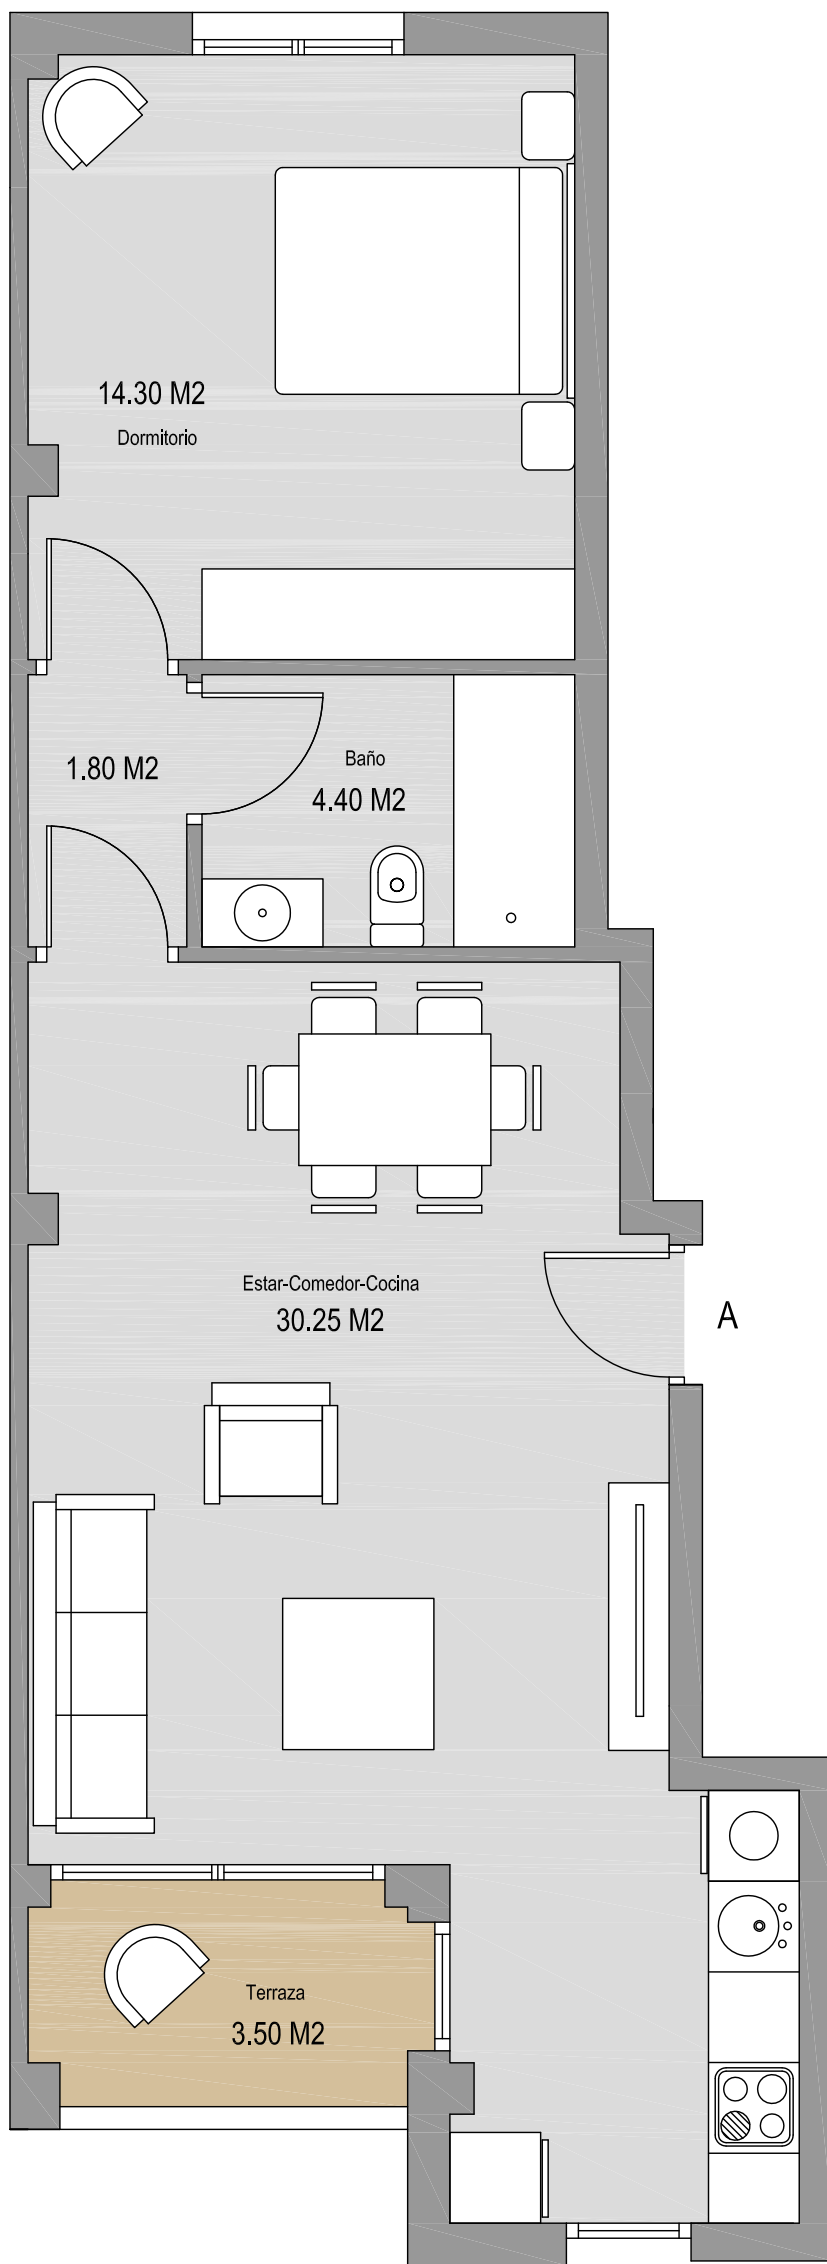 14.30 M2
Dormitorio
1.80 M2
Baño
4.40 M2
Estar-Comedor-Cocina
30.25 M2
A
Terraza
3.50 M2